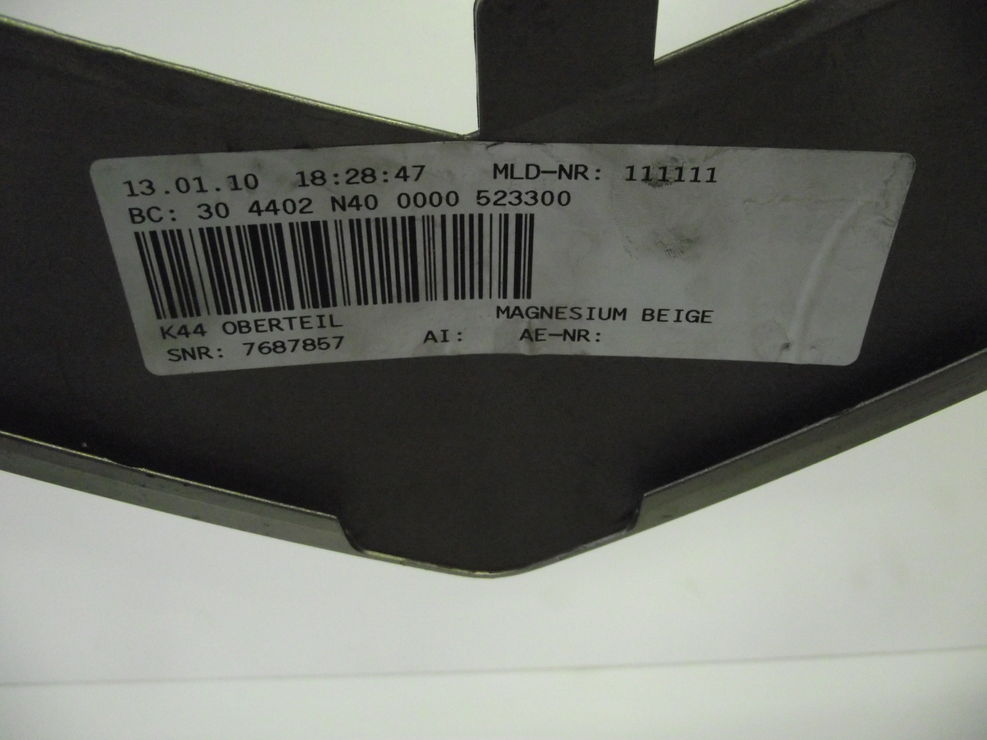 13.01.10 18:28:47 MLD-NR: 111111
BC: 30 4402 N40 0000 523300
K44 OBERTEIL MAGNESIUM BEIGE
SNR: 7687857 AI: AE-NR: